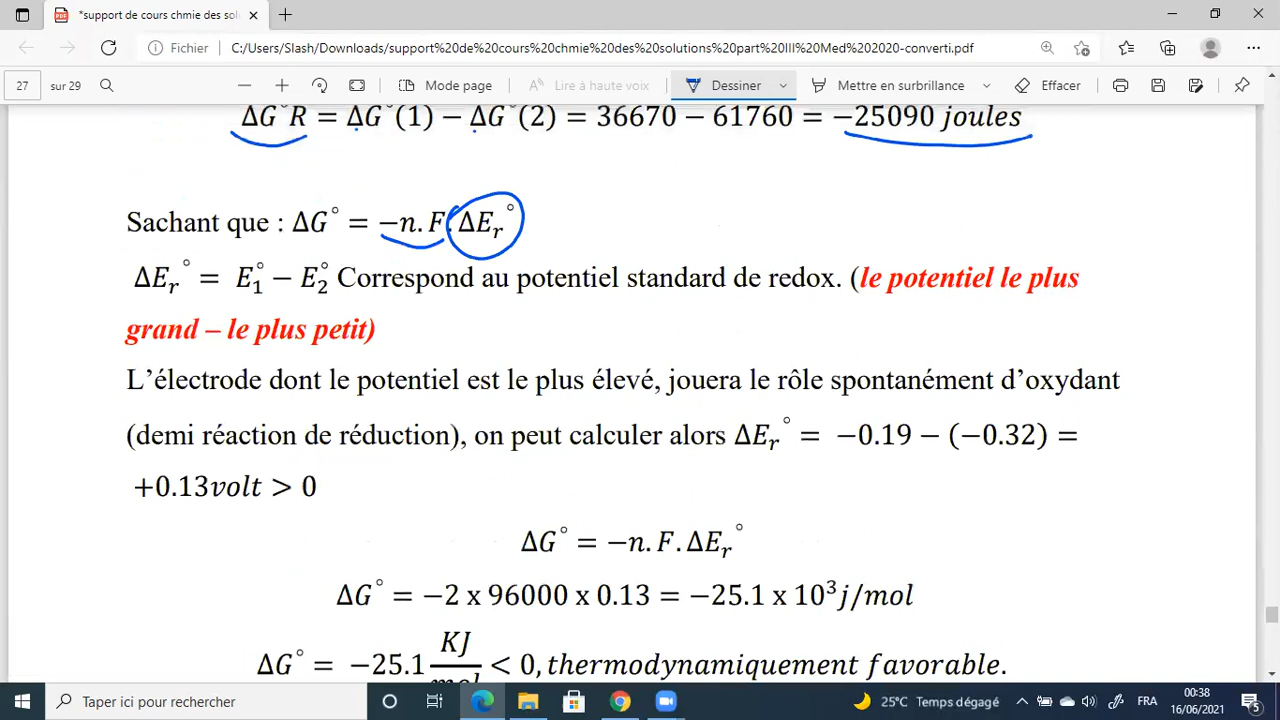 *support de cours chmie des sol
Fichier
C:/Users/Slash/Downloads/support%20de%20cours%20chmie%20des%20solutions%20part%20III%20Med%202020-converti.pdf
27 sur 29
Mode page
Lire à haute voix
Dessiner
Mettre en surbrillance
Effacer
ΔG°R = ΔG°(1) − ΔG°(2) = 36670 − 61760 = −25090 joules
Sachant que : ΔG° = −n. F. ΔEr°
ΔEr° = E1° − E2° Correspond au potentiel standard de redox. (le potentiel le plus
grand – le plus petit)
L’électrode dont le potentiel est le plus élevé, jouera le rôle spontanément d’oxydant
(demi réaction de réduction), on peut calculer alors ΔEr° = −0.19 − (−0.32) =
+0.13volt > 0
ΔG° = −n. F. ΔEr°
ΔG° = −2 x 96000 x 0.13 = −25.1 x 10³j/mol
ΔG° = −25.1 KJ/mol < 0, thermodynamiquement favorable.
Taper ici pour rechercher
25°C Temps dégagé
FRA
00:38
16/06/2021
5